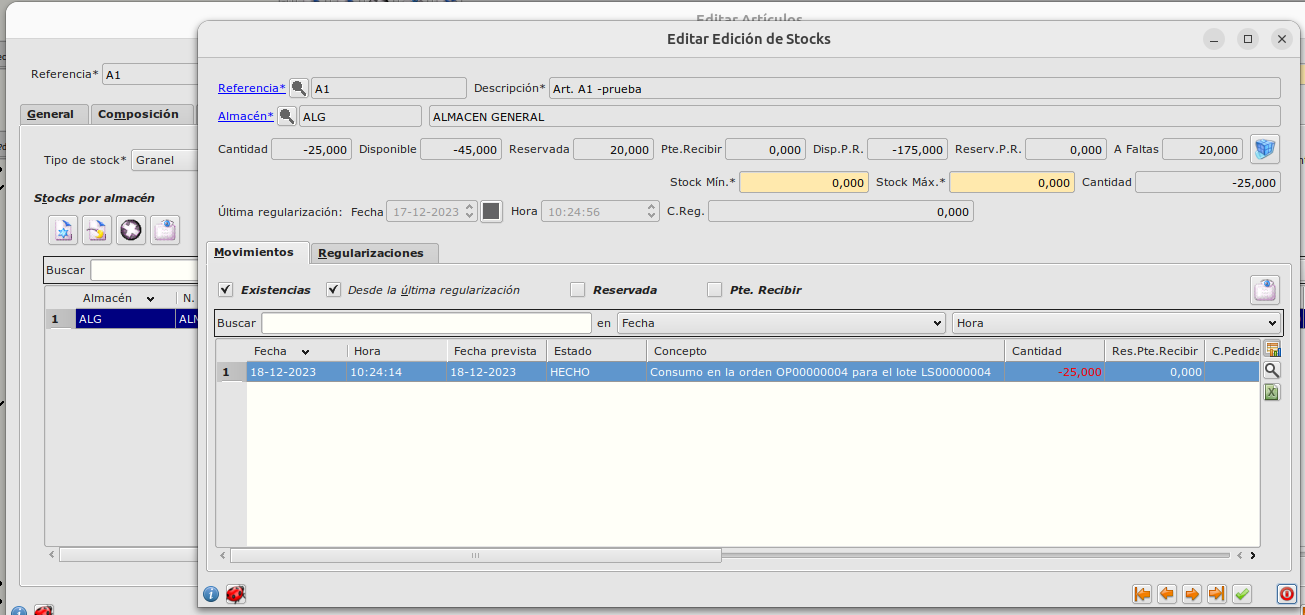 Editar Artículos
Editar Edición de Stocks
Referencia* A1
General Composición
Tipo de stock* Granel
Stocks por almacén
Buscar
Almacén N.
1 ALG
Referencia* A1 Descripción* Art. A1 -prueba
Almacén* ALG ALMACEN GENERAL
Cantidad -25,000 Disponible -45,000 Reservada 20,000 Pte.Recibir 0,000 Disp.P.R. -175,000 Reserv.P.R. 0,000 A Faltas 20,000
Stock Mín.* 0,000 Stock Máx.* 0,000 Cantidad -25,000
Última regularización: Fecha 17-12-2023 Hora 10:24:56 C.Reg. 0,000
Movimientos Regularizaciones
Existencias Desde la última regularización Reservada Pte. Recibir
Buscar en Fecha Hora
Fecha Hora Fecha prevista Estado Concepto Cantidad Res.Pte.Recibir C.Pedida
1 18-12-2023 10:24:14 18-12-2023 HECHO Consumo en la orden OP00000004 para el lote LS00000004 -25,000 0,000